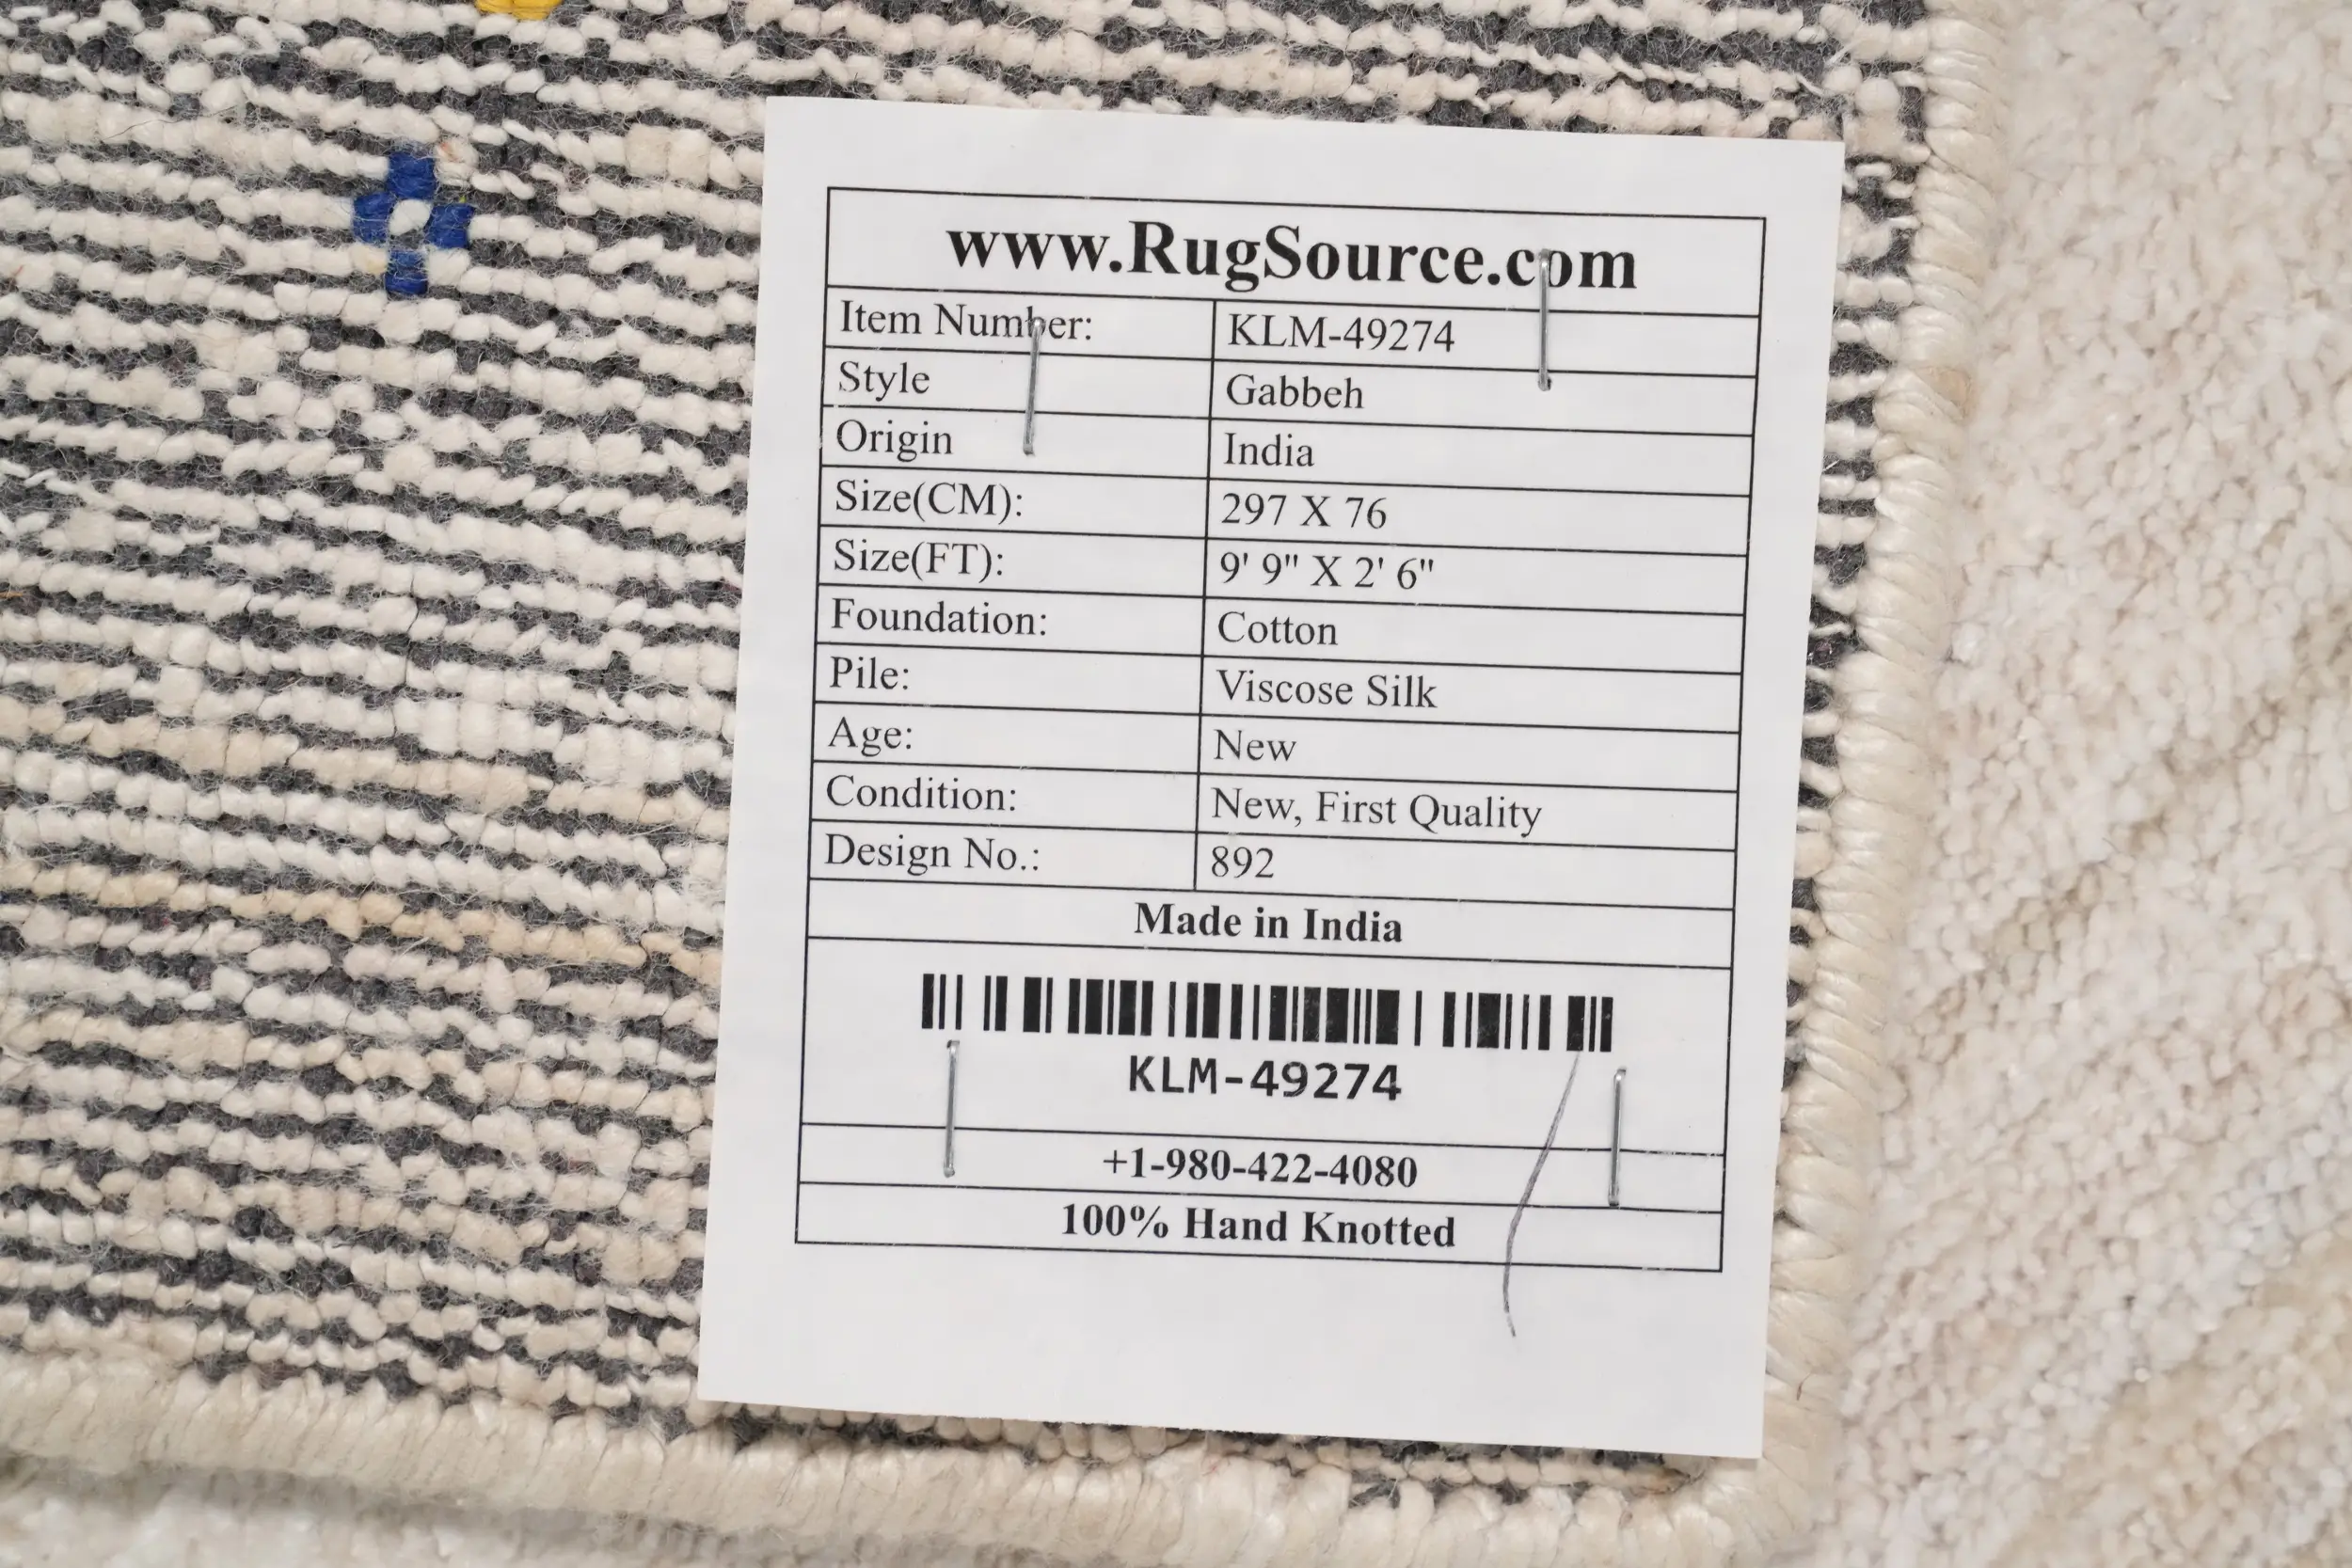 www.RugSource.com
Item Number: KLM-49274
Style Gabbeh
Origin India
Size(CM): 297 X 76
Size(FT): 9' 9" X 2' 6"
Foundation: Cotton
Pile: Viscose Silk
Age: New
Condition: New, First Quality
Design No.: 892
Made in India
KLM-49274
+1-980-422-4080
100% Hand Knotted